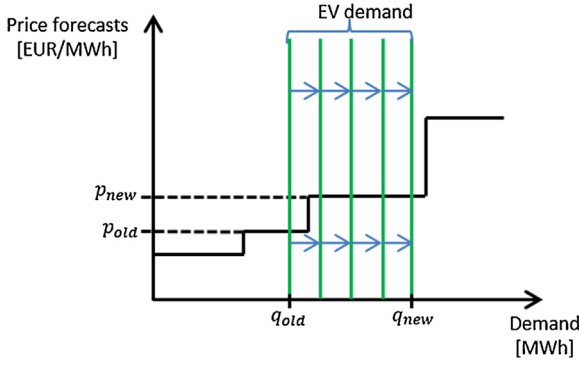 EV demand
Price forecasts
[EUR/MWh]
p_new
p_old
q_old
q_new
Demand
[MWh]